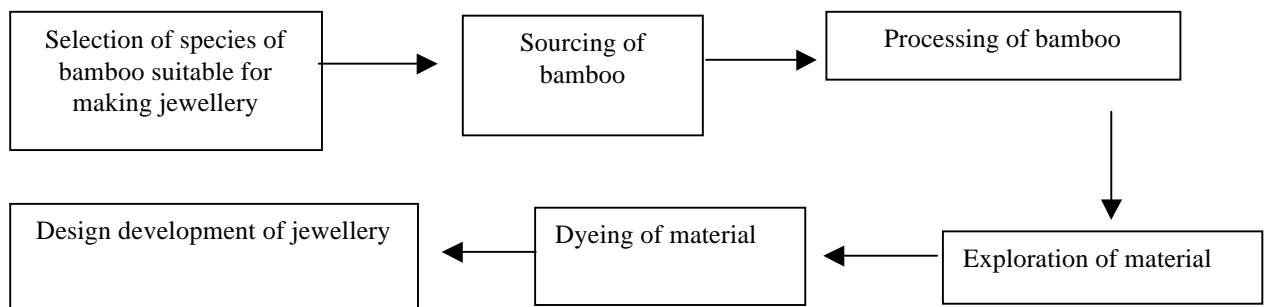 Selection of species of
bamboo suitable for
making jewellery
Sourcing of
bamboo
Processing of bamboo
Exploration of material
Dyeing of material
Design development of jewellery